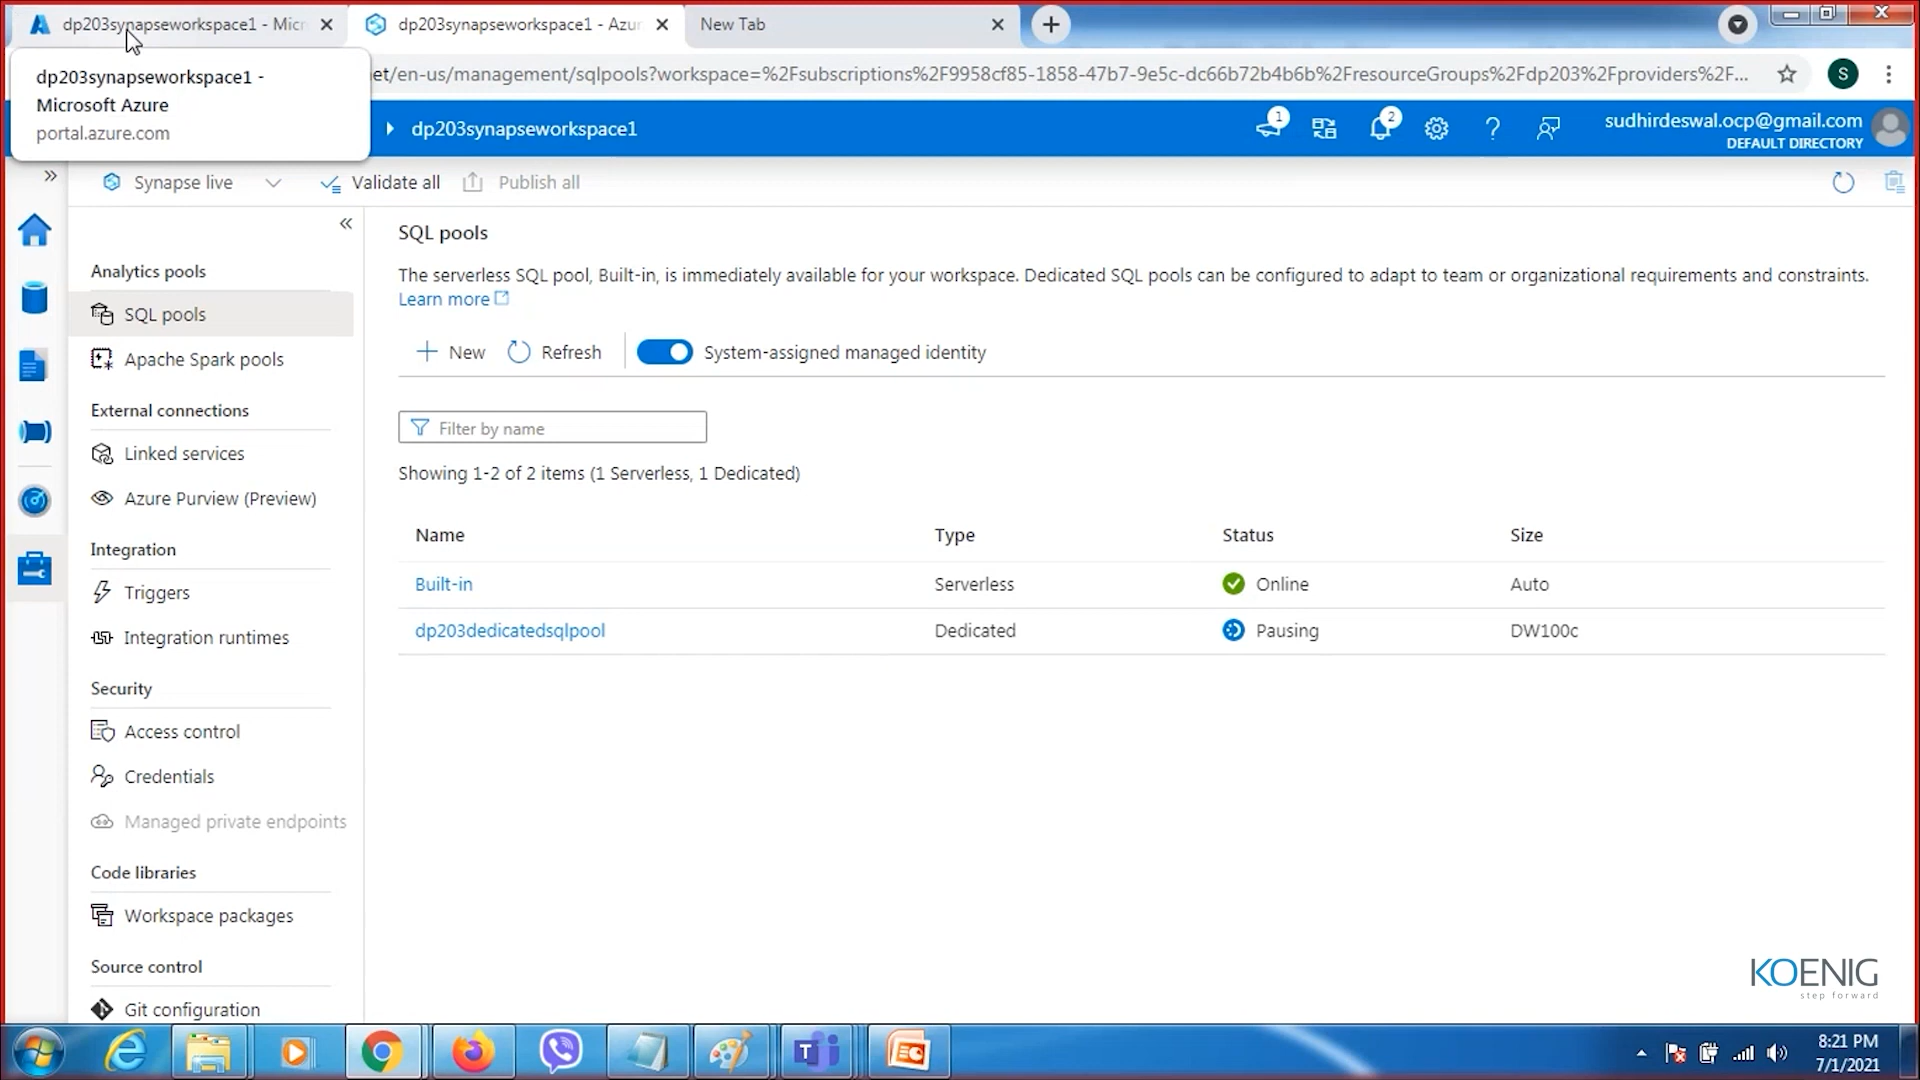 dp203synapseworkspace1 - Micr
dp203synapseworkspace1 - Azur
New Tab
dp203synapseworkspace1 -
Microsoft Azure
portal.azure.com
et/en-us/management/sqlpools?workspace=%2Fsubscriptions%2F9958cf85-1858-47b7-9e5c-dc66b72b4b6b%2FresourceGroups%2Fdp203%2Fproviders%2F...
S
dp203synapseworkspace1
1
2
sudhirdeswal.ocp@gmail.com
DEFAULT DIRECTORY
Synapse live
Validate all
Publish all
Analytics pools
SQL pools
Apache Spark pools
External connections
Linked services
Azure Purview (Preview)
Integration
Triggers
Integration runtimes
Security
Access control
Credentials
Managed private endpoints
Code libraries
Workspace packages
Source control
Git configuration
SQL pools
The serverless SQL pool, Built-in, is immediately available for your workspace. Dedicated SQL pools can be configured to adapt to team or organizational requirements and constraints.
Learn more
New
Refresh
System-assigned managed identity
Filter by name
Showing 1-2 of 2 items (1 Serverless, 1 Dedicated)
Name Type Status Size
Built-in Serverless Online Auto
dp203dedicatedsqlpool Dedicated Pausing DW100c
KOENIG
step forward
8:21 PM
7/1/2021